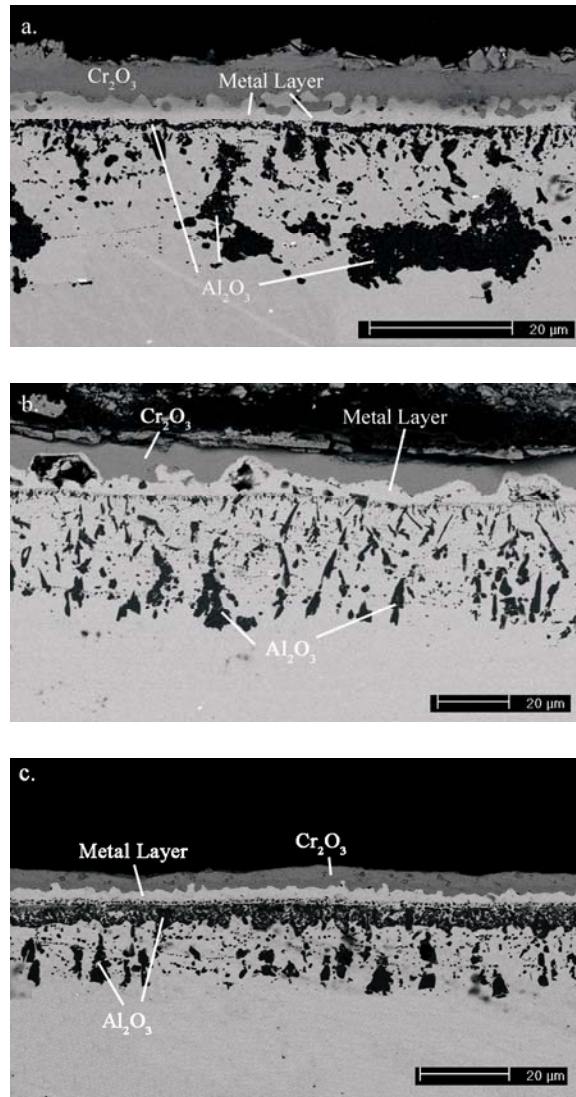 a.
Cr₂O₃
Metal Layer
Al₂O₃
20 µm
b.
Cr₂O₃
Metal Layer
Al₂O₃
20 µm
c.
Cr₂O₃
Metal Layer
Al₂O₃
20 µm